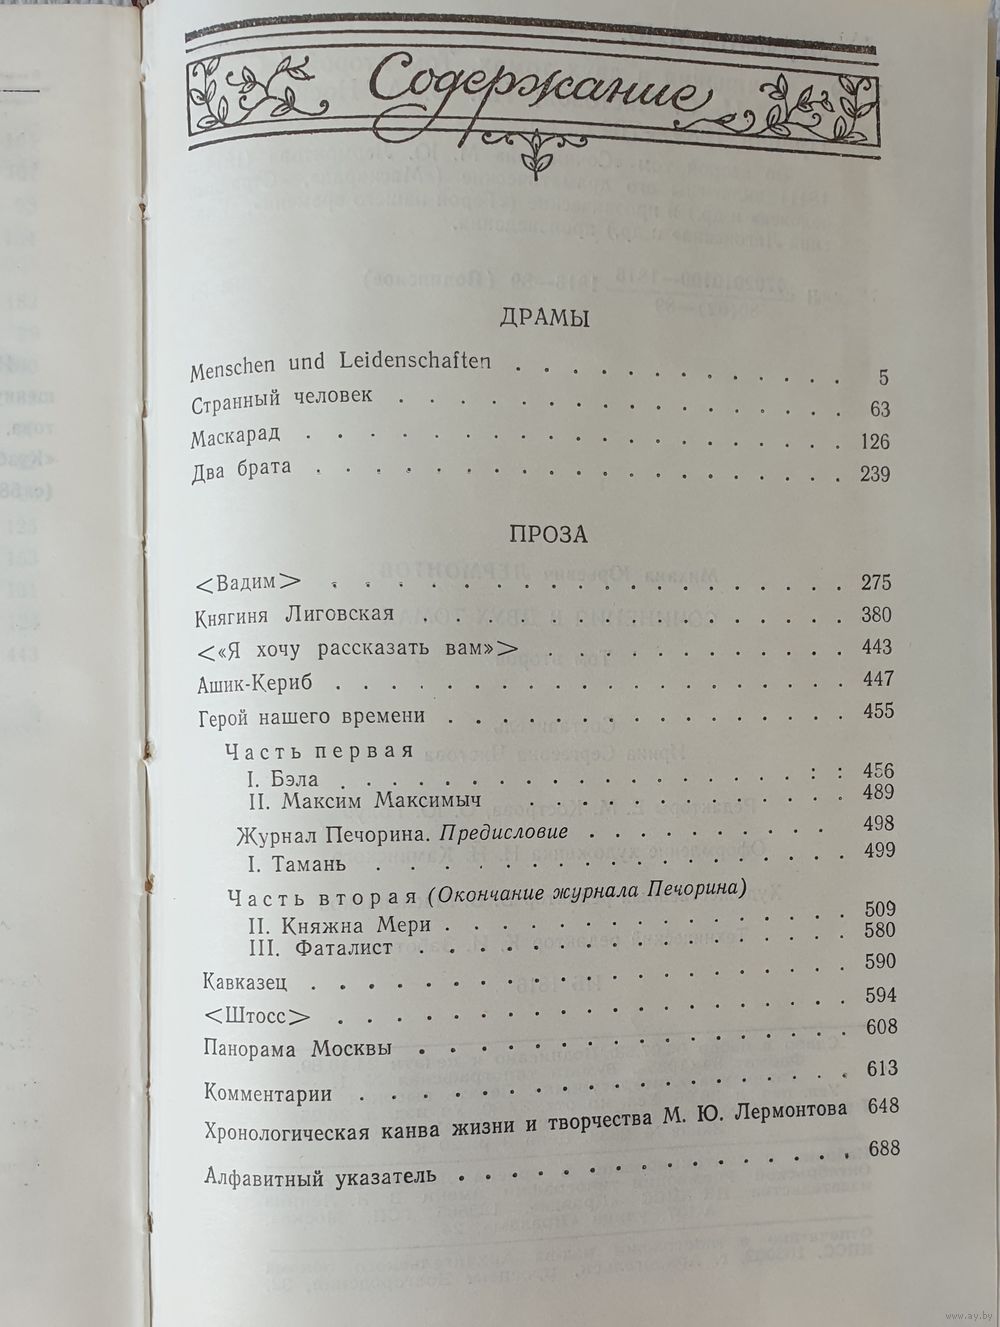 Содержание
ДРАМЫ
Menschen und Leidenschaften . . . . . . . . . . . . . 5
Странный человек . . . . . . . . . . . . . . . . . 63
Маскарад . . . . . . . . . . . . . . . . . . . . 126
Два брата . . . . . . . . . . . . . . . . . . . 239
ПРОЗА
<Вадим> . . . . . . . . . . . . . . . . . . . 275
Княгиня Лиговская . . . . . . . . . . . . . . . 380
<«Я хочу рассказать вам»> . . . . . . . . . . . 443
Ашик-Кериб . . . . . . . . . . . . . . . . . . 447
Герой нашего времени . . . . . . . . . . . . . . 455
Часть первая
I. Бэла . . . . . . . . . . . . . . . . . : : 456
II. Максим Максимыч . . . . . . . . . . . . . 489
Журнал Печорина. Предисловие . . . . . . . . . 498
I. Тамань . . . . . . . . . . . . . . . . . 499
Часть вторая (Окончание журнала Печорина)
II. Княжна Мери . . . . . . . . . . . . . . . 509
III. Фаталист . . . . . . . . . . . . . . . . 580
Кавказец . . . . . . . . . . . . . . . . . . . 590
<Штосс> . . . . . . . . . . . . . . . . . . 594
Панорама Москвы . . . . . . . . . . . . . . . 608
Комментарии . . . . . . . . . . . . . . . . . 613
Хронологическая канва жизни и творчества М. Ю. Лермонтова 648
Алфавитный указатель . . . . . . . . . . . . . . 688
www.ay.by